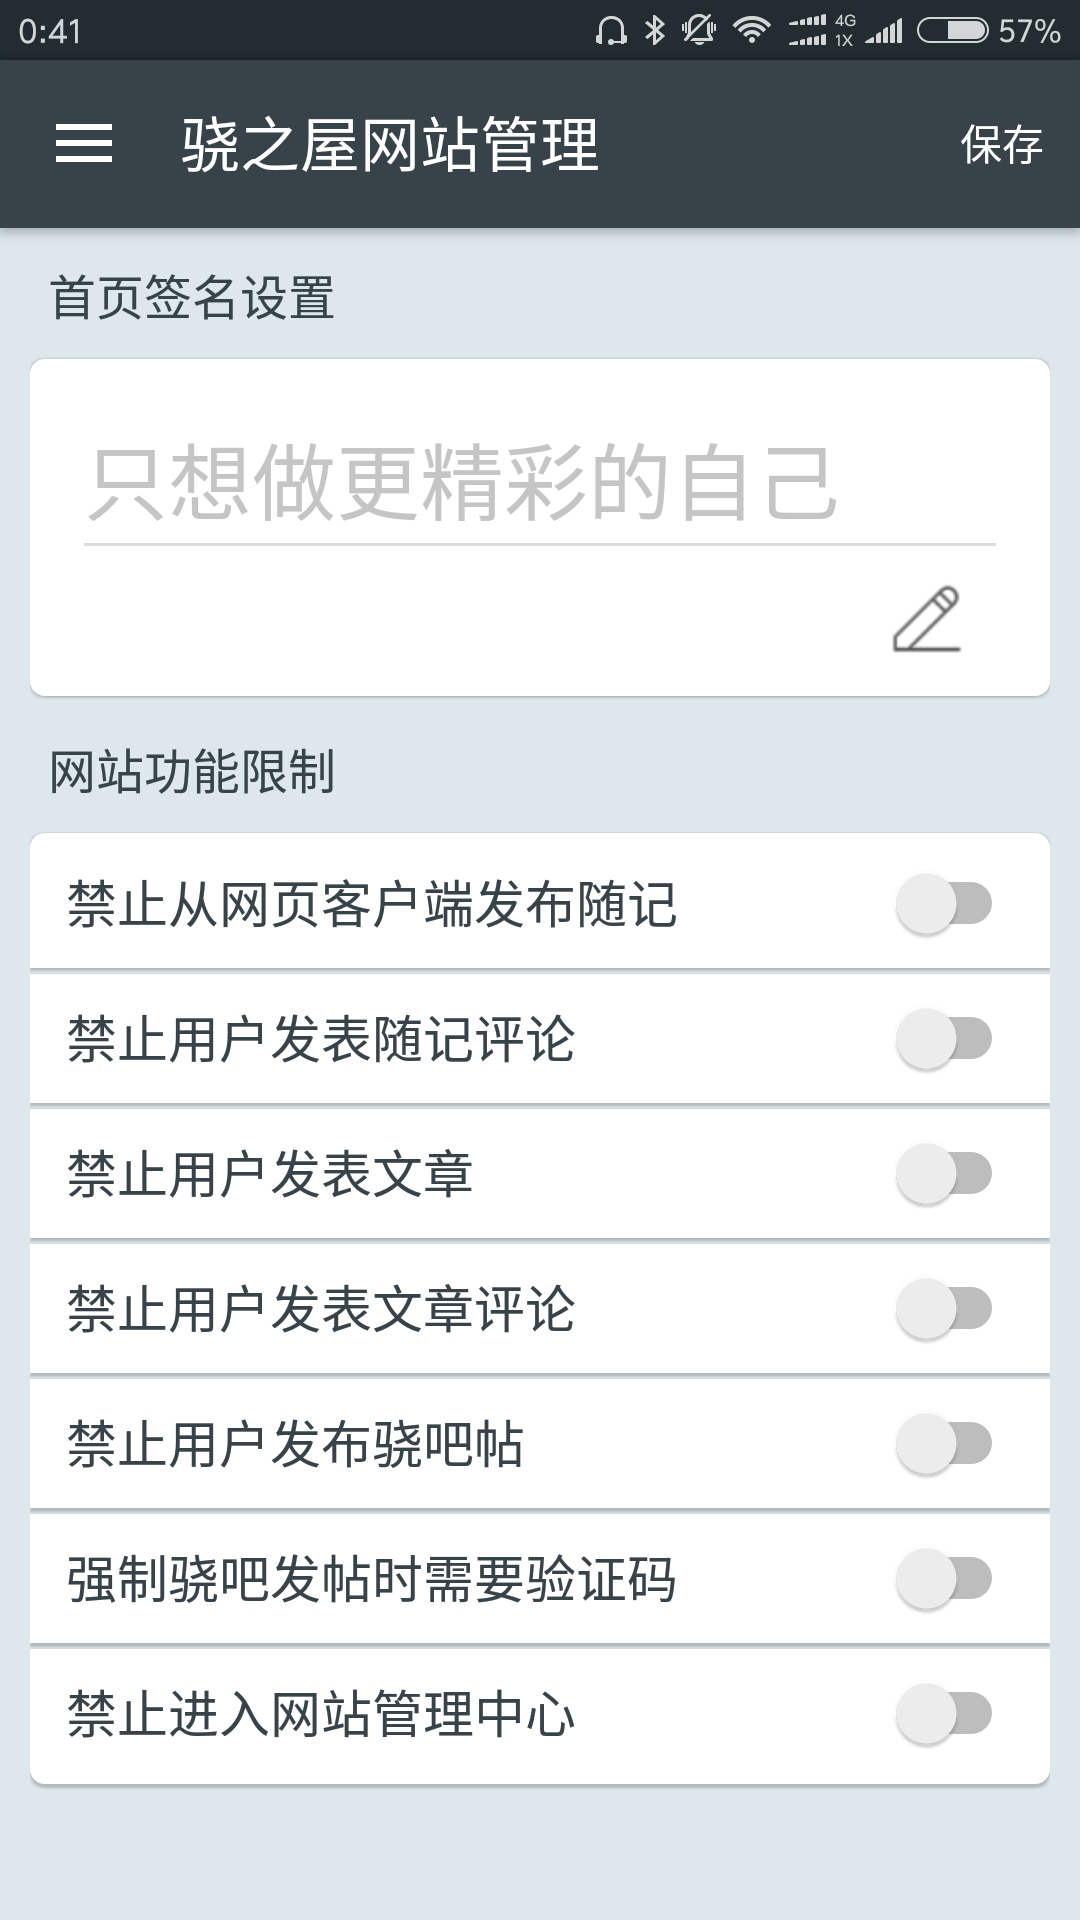 0:41
4G
1X
57%
骁之屋网站管理
保存
首页签名设置
只想做更精彩的自己
网站功能限制
禁止从网页客户端发布随记
禁止用户发表随记评论
禁止用户发表文章
禁止用户发表文章评论
禁止用户发布骁吧帖
强制骁吧发帖时需要验证码
禁止进入网站管理中心